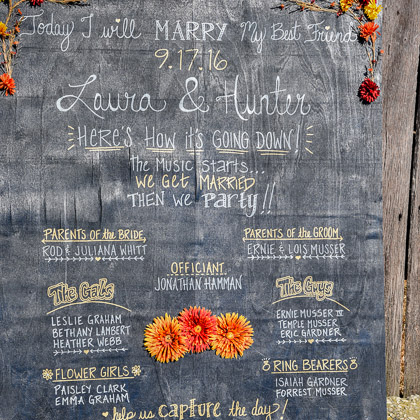 Today I will MARRY My Best Friend
9.17.16
Laura & Hunter
HERE'S HOW it's GOING DOWN!
the Music Starts...
WE GET MARRIED
THEN WE Party!!
PARENTS of the BRIDE,
ROD & JULIANA WHITT
PARENTS of the GROOM,
ERNIE & LOIS MUSSER
OFFICIANT
JONATHAN HAMMAN
The Gals
LESLIE GRAHAM
BETHANY LAMBERT
HEATHER WEBB
The Guys
ERNIE MUSSER IV
TEMPLE MUSSER
ERIC GARDNER
FLOWER GIRLS
PAISLEY CLARK
EMMA GRAHAM
RING BEARERS
ISAIAH GARDNER
FORREST MUSSER
help us capture the day!